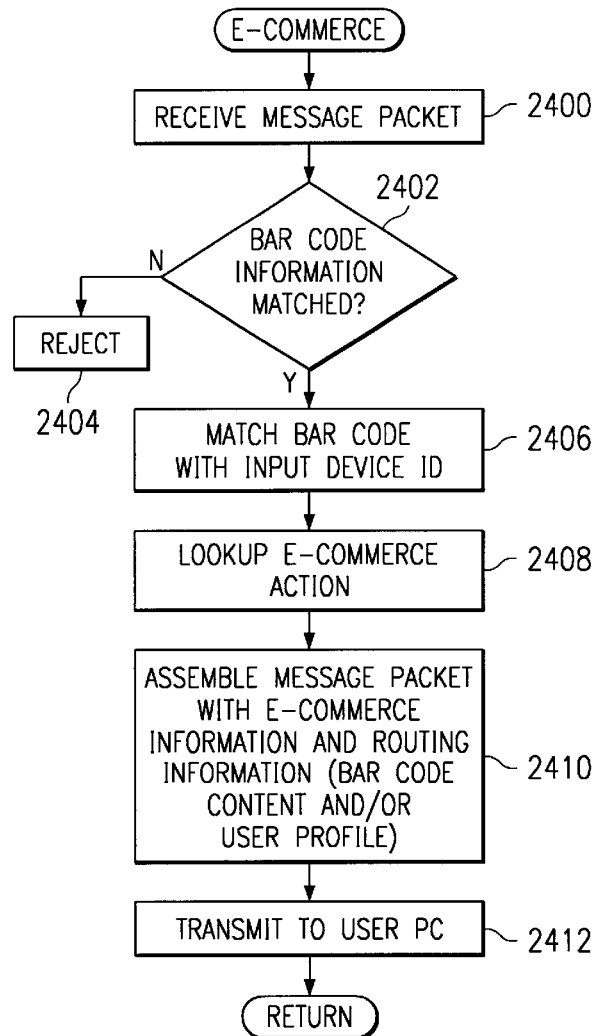 E-COMMERCE
RECEIVE MESSAGE PACKET
2400
2402
BAR CODE
INFORMATION
MATCHED?
N
REJECT
2404
Y
MATCH BAR CODE
WITH INPUT DEVICE ID
2406
LOOKUP E-COMMERCE
ACTION
2408
ASSEMBLE MESSAGE PACKET
WITH E-COMMERCE
INFORMATION AND ROUTING
INFORMATION (BAR CODE
CONTENT AND/OR
USER PROFILE)
2410
TRANSMIT TO USER PC
2412
RETURN